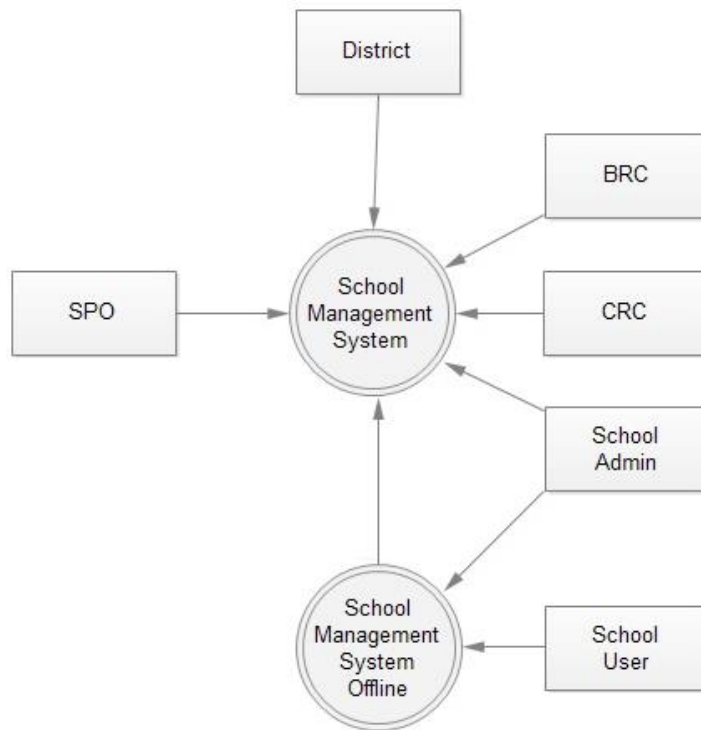 District
BRC
School
Management
System
SPO
CRC
School
Admin
School
Management
System
Offline
School
User